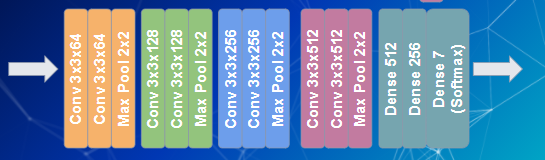 Conv 3x3x64
Conv 3x3x64
Max Pool 2x2
Conv 3x3x128
Conv 3x3x128
Max Pool 2x2
Conv 3x3x256
Conv 3x3x256
Max Pool 2x2
Conv 3x3x512
Conv 3x3x512
Max Pool 2x2
Dense 512
Dense 256
Dense 7
(Softmax)